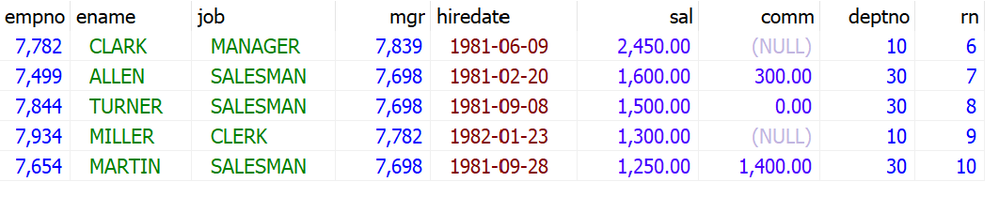 empno ename job mgr hiredate sal comm deptno rn
7,782 CLARK MANAGER 7,839 1981-06-09 2,450.00 (NULL) 10 6
7,499 ALLEN SALESMAN 7,698 1981-02-20 1,600.00 300.00 30 7
7,844 TURNER SALESMAN 7,698 1981-09-08 1,500.00 0.00 30 8
7,934 MILLER CLERK 7,782 1982-01-23 1,300.00 (NULL) 10 9
7,654 MARTIN SALESMAN 7,698 1981-09-28 1,250.00 1,400.00 30 10